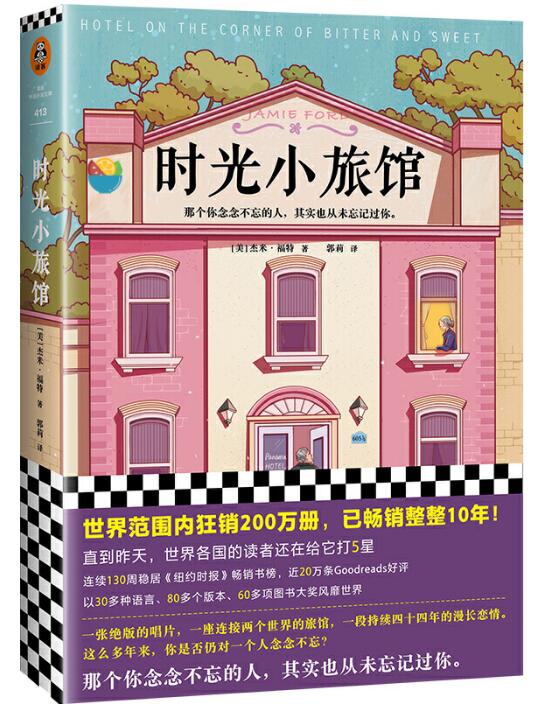 HOTEL ON THE CORNER OF BITTER AND SWEET
JAMIE FORD
时光小旅馆
那个你念念不忘的人，其实也从未忘记过你。
[美]杰米·福特 著 郭莉 译
605½
PANAMA
HOTEL
世界范围内狂销200万册，已畅销整整10年！
直到昨天，世界各国的读者还在给它打5星
连续130周稳居《纽约时报》畅销书榜，近20万条Goodreads好评
以30多种语言、80多个版本、60多项图书大奖风靡世界
一张绝版的唱片，一座连接两个世界的旅馆，一段持续四十四年的漫长恋情。
这么多年来，你是否仍对一个人念念不忘？
那个你念念不忘的人，其实也从未忘记过你。
读客
413
时光小旅馆
[美]杰米·福特 著
郭莉 译